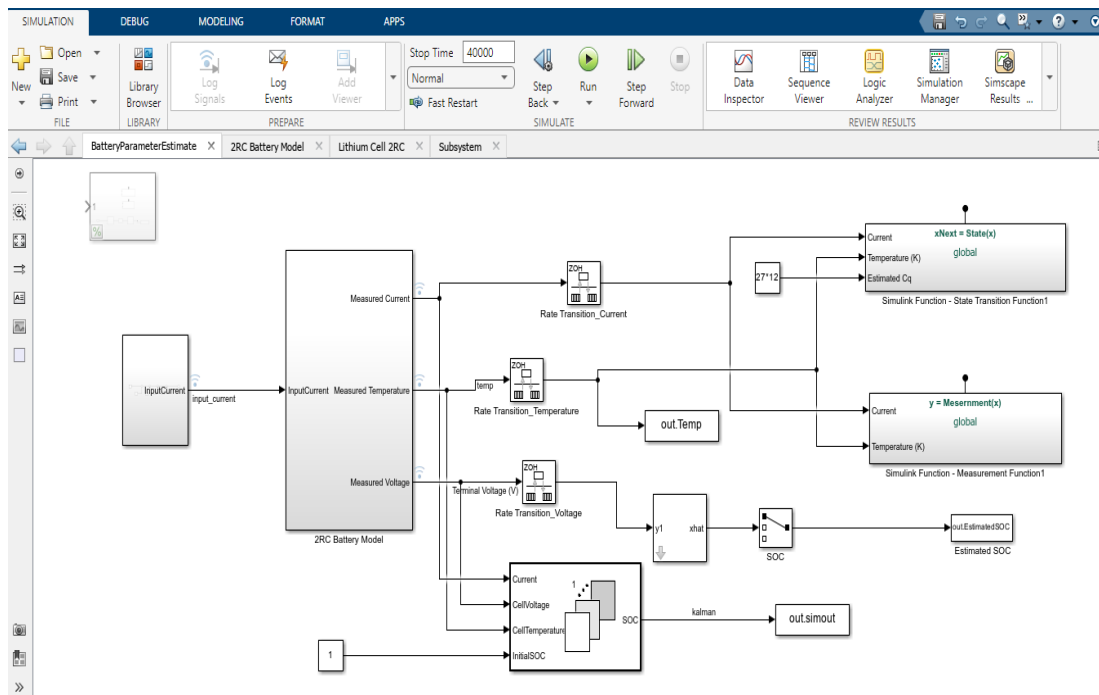 SIMULATION DEBUG MODELING FORMAT APPS
New
Open
Save
Print
FILE
Library
Browser
LIBRARY
Log
Signals
Log
Events
Add
Viewer
PREPARE
Stop Time 40000
Normal
Fast Restart
Step
Back
Run
Step
Forward
Stop
SIMULATE
Data
Inspector
Sequence
Viewer
Logic
Analyzer
Simulation
Manager
Simscape
Results ...
REVIEW RESULTS
BatteryParameterEstimate 2RC Battery Model Lithium Cell 2RC Subsystem
1
InputCurrent
input_current
InputCurrent
Measured Current
Measured Temperature
Measured Voltage
2RC Battery Model
ZOH
Rate Transition_Current
temp
ZOH
Rate Transition_Temperature
out.Temp
Terminal Voltage (V)
ZOH
Rate Transition_Voltage
27*12
Current
Temperature (K)
Estimated Cq
xNext = State(x)
global
Simulink Function - State Transition Function1
Current
Temperature (K)
y = Mesernment(x)
global
Simulink Function - Measurement Function1
y1
xhat
SOC
out.EstimatedSOC
Estimated SOC
Current
CellVoltage
CellTemperature
InitialSOC
1
SOC
kalman
out.simout
1